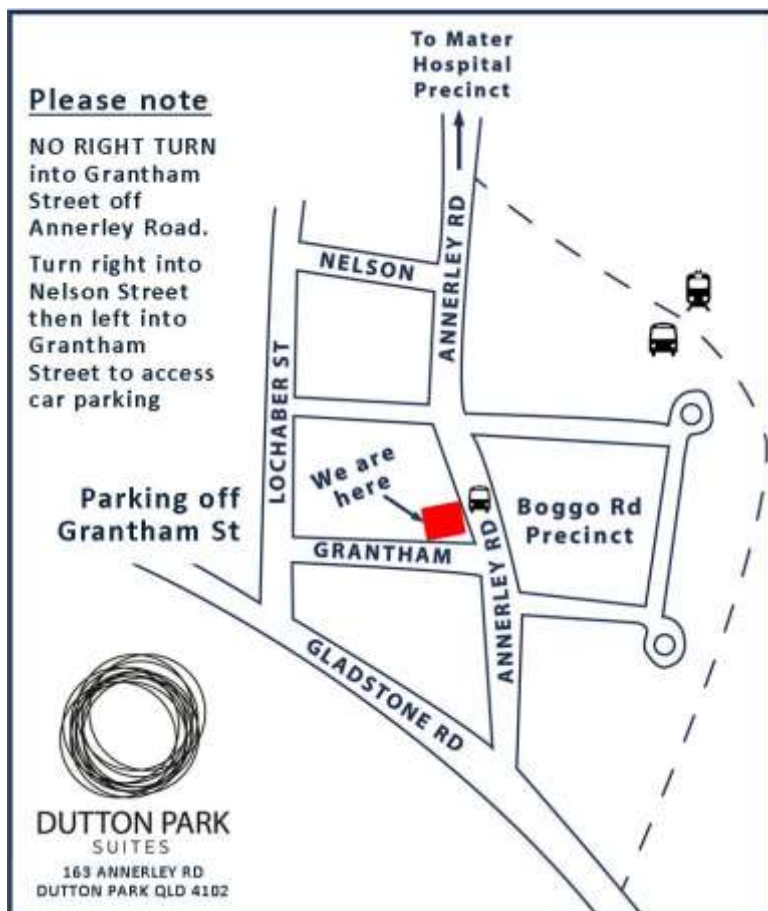 To Mater
Hospital
Precinct
Please note
NO RIGHT TURN
into Grantham
Street off
Annerley Road.
Turn right into
Nelson Street
then left into
Grantham
Street to access
car parking
NELSON
ANNERLEY RD
LOCHABER ST
We are
here
Parking off
Grantham St
Boggo Rd
Precinct
GRANTHAM
ANNERLEY RD
GLADSTONE RD
DUTTON PARK
SUITES
163 ANNERLEY RD
DUTTON PARK QLD 4102